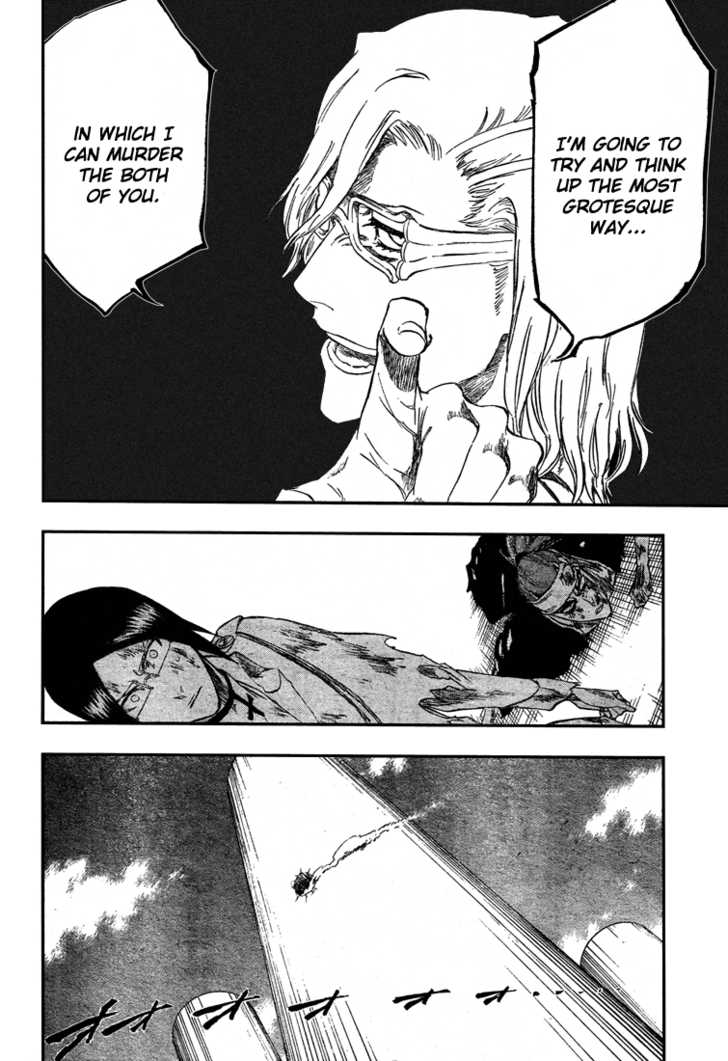 I'M GOING TO
TRY AND THINK
UP THE MOST
GROTESQUE
WAY...
IN WHICH I
CAN MURDER
THE BOTH
OF YOU.
オオオオオオ......